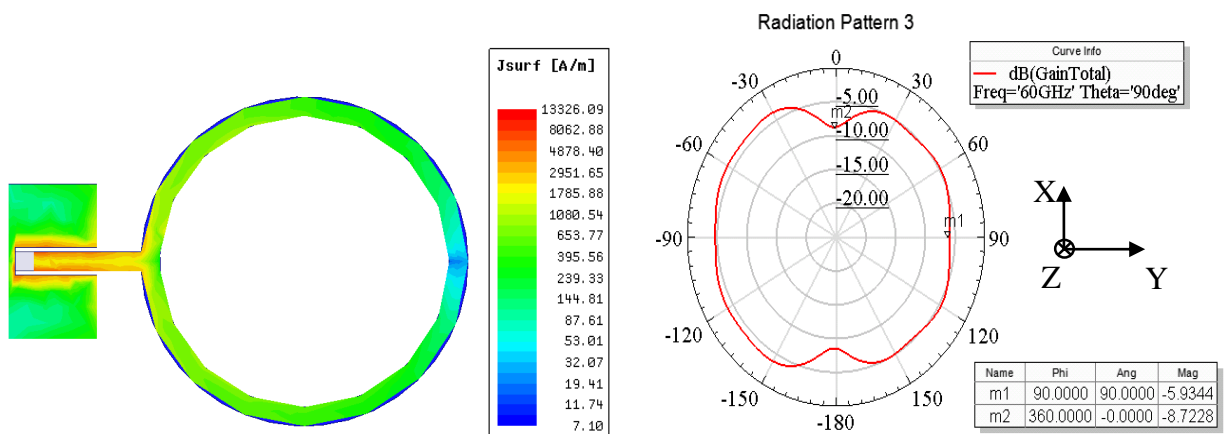 Jsurf [A/m]
13326.09
8062.88
4878.40
2951.65
1785.88
1080.54
653.77
395.56
239.33
144.81
87.61
53.01
32.07
19.41
11.74
7.10
Radiation Pattern 3
Curve Info
dB(GainTotal)
Freq='60GHz' Theta='90deg'
0
-30
30
-60
60
-90
90
-120
120
-150
150
-180
-5.00
m2
-10.00
-15.00
-20.00
m1
X
Z
Y
Name Phi Ang Mag
m1 90.0000 90.0000 -5.9344
m2 360.0000 -0.0000 -8.7228